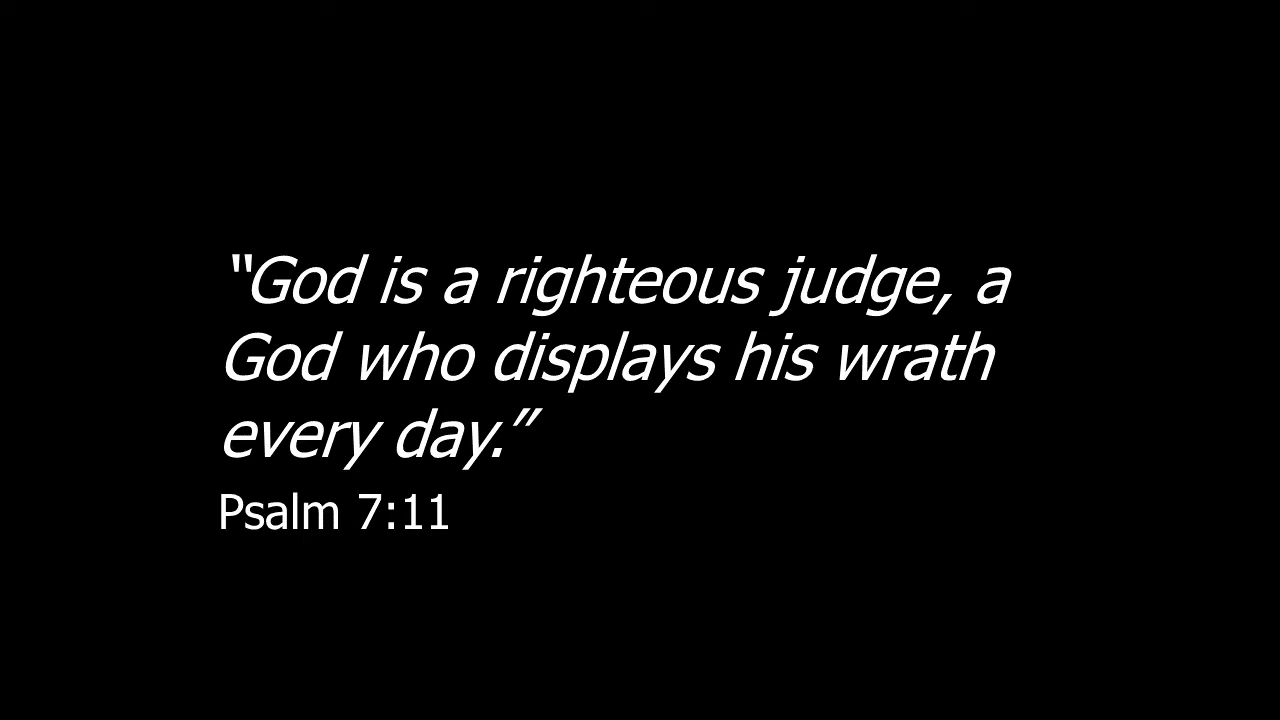 “God is a righteous judge, a
God who displays his wrath
every day.”
Psalm 7:11